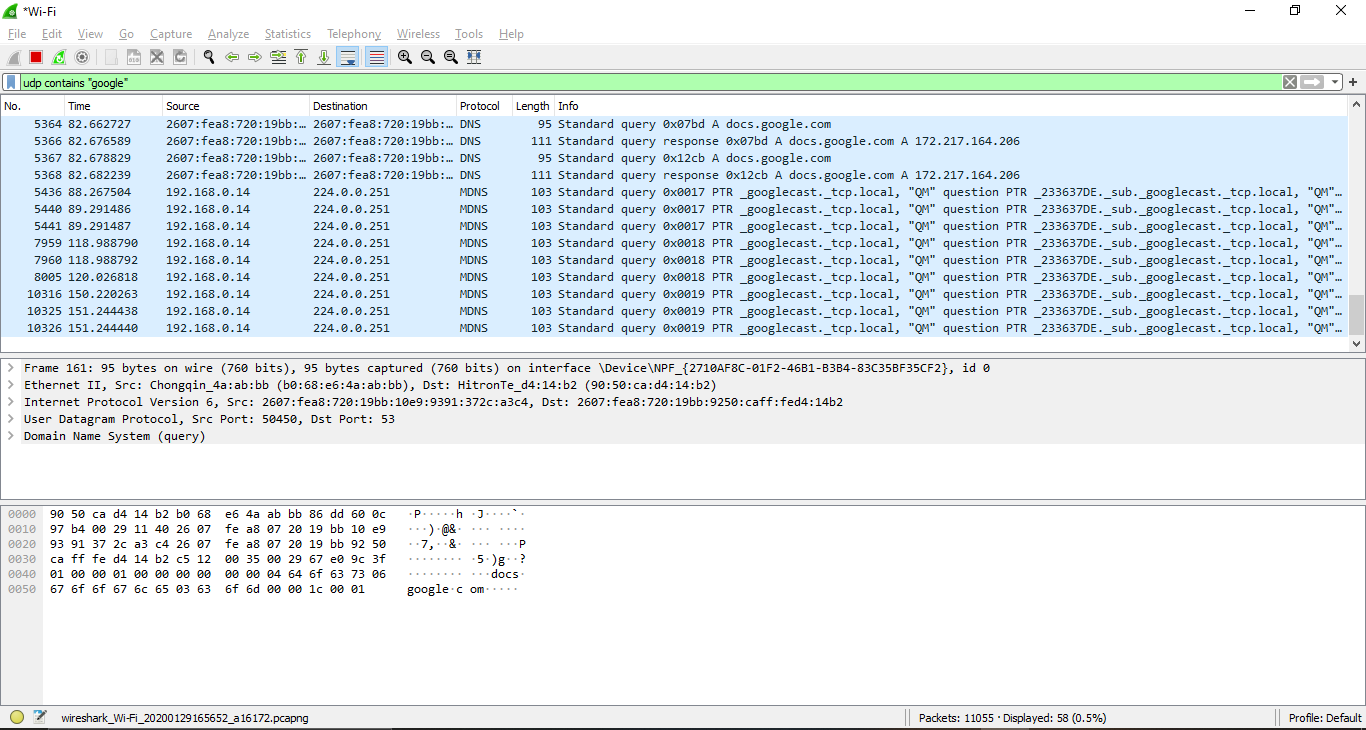 *Wi-Fi
File Edit View Go Capture Analyze Statistics Telephony Wireless Tools Help
udp contains "google"
No. Time Source Destination Protocol Length Info
5364 82.662727 2607:fea8:720:19bb:… 2607:fea8:720:19bb:… DNS 95 Standard query 0x07bd A docs.google.com
5366 82.676589 2607:fea8:720:19bb:… 2607:fea8:720:19bb:… DNS 111 Standard query response 0x07bd A docs.google.com A 172.217.164.206
5367 82.678829 2607:fea8:720:19bb:… 2607:fea8:720:19bb:… DNS 95 Standard query 0x12cb A docs.google.com
5368 82.682239 2607:fea8:720:19bb:… 2607:fea8:720:19bb:… DNS 111 Standard query response 0x12cb A docs.google.com A 172.217.164.206
5436 88.267504 192.168.0.14 224.0.0.251 MDNS 103 Standard query 0x0017 PTR _googlecast._tcp.local, "QM" question PTR _233637DE._sub._googlecast._tcp.local, "QM"…
5440 89.291486 192.168.0.14 224.0.0.251 MDNS 103 Standard query 0x0017 PTR _googlecast._tcp.local, "QM" question PTR _233637DE._sub._googlecast._tcp.local, "QM"…
5441 89.291487 192.168.0.14 224.0.0.251 MDNS 103 Standard query 0x0017 PTR _googlecast._tcp.local, "QM" question PTR _233637DE._sub._googlecast._tcp.local, "QM"…
7959 118.988790 192.168.0.14 224.0.0.251 MDNS 103 Standard query 0x0018 PTR _googlecast._tcp.local, "QM" question PTR _233637DE._sub._googlecast._tcp.local, "QM"…
7960 118.988792 192.168.0.14 224.0.0.251 MDNS 103 Standard query 0x0018 PTR _googlecast._tcp.local, "QM" question PTR _233637DE._sub._googlecast._tcp.local, "QM"…
8005 120.026818 192.168.0.14 224.0.0.251 MDNS 103 Standard query 0x0018 PTR _googlecast._tcp.local, "QM" question PTR _233637DE._sub._googlecast._tcp.local, "QM"…
10316 150.220263 192.168.0.14 224.0.0.251 MDNS 103 Standard query 0x0019 PTR _googlecast._tcp.local, "QM" question PTR _233637DE._sub._googlecast._tcp.local, "QM"…
10325 151.244438 192.168.0.14 224.0.0.251 MDNS 103 Standard query 0x0019 PTR _googlecast._tcp.local, "QM" question PTR _233637DE._sub._googlecast._tcp.local, "QM"…
10326 151.244440 192.168.0.14 224.0.0.251 MDNS 103 Standard query 0x0019 PTR _googlecast._tcp.local, "QM" question PTR _233637DE._sub._googlecast._tcp.local, "QM"…
Frame 161: 95 bytes on wire (760 bits), 95 bytes captured (760 bits) on interface \Device\NPF_{2710AF8C-01F2-46B1-B3B4-83C35BF35CF2}, id 0
Ethernet II, Src: Chongqin_4a:ab:bb (b0:68:e6:4a:ab:bb), Dst: HitronTe_d4:14:b2 (90:50:ca:d4:14:b2)
Internet Protocol Version 6, Src: 2607:fea8:720:19bb:10e9:9391:372c:a3c4, Dst: 2607:fea8:720:19bb:9250:caff:fed4:14b2
User Datagram Protocol, Src Port: 50450, Dst Port: 53
Domain Name System (query)
0000 90 50 ca d4 14 b2 b0 68 e6 4a ab bb 86 dd 60 0c ·P·····h ·J····`·
0010 97 b4 00 29 11 40 26 07 fe a8 07 20 19 bb 10 e9 ···)·@&· ··· ····
0020 93 91 37 2c a3 c4 26 07 fe a8 07 20 19 bb 92 50 ··7,··&· ··· ···P
0030 ca ff fe d4 14 b2 c5 12 00 35 00 29 67 e0 9c 3f ········ ·5·)g··?
0040 01 00 00 01 00 00 00 00 00 00 04 64 6f 63 73 06 ········ ···docs·
0050 67 6f 6f 67 6c 65 03 63 6f 6d 00 00 1c 00 01 google·c om·····
wireshark_Wi-Fi_20200129165652_a16172.pcapng Packets: 11055 · Displayed: 58 (0.5%) Profile: Default